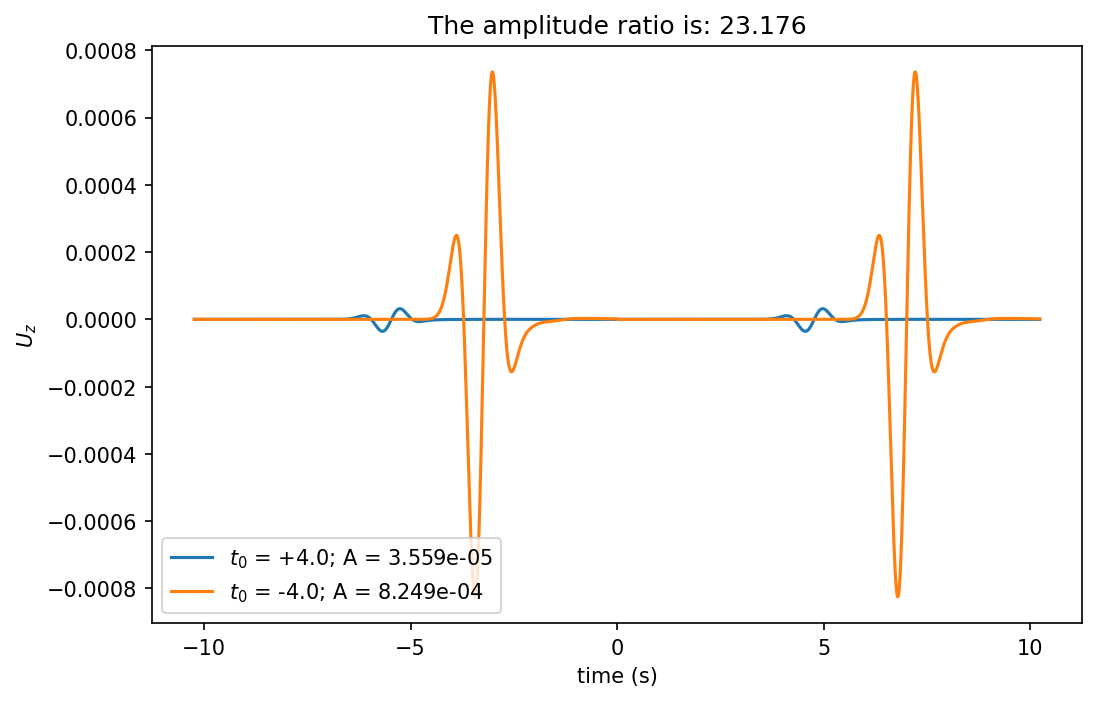 The amplitude ratio is: 23.176
0.0008
0.0006
0.0004
0.0002
0.0000
−0.0002
−0.0004
−0.0006
−0.0008
U_z
t_0 = +4.0; A = 3.559e-05
t_0 = -4.0; A = 8.249e-04
−10 −5 0 5 10
time (s)